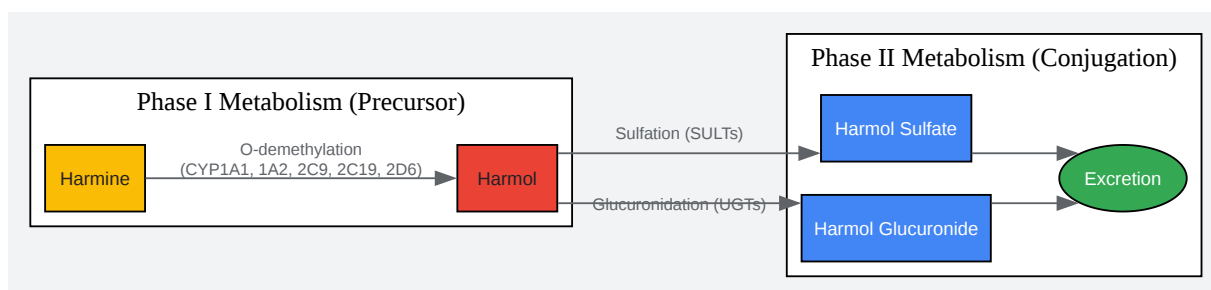 Phase I Metabolism (Precursor)
Harmine
O-demethylation
(CYP1A1, 1A2, 2C9, 2C19, 2D6)
Harmol
Sulfation (SULTs)
Glucuronidation (UGTs)
Phase II Metabolism (Conjugation)
Harmol Sulfate
Harmol Glucuronide
Excretion